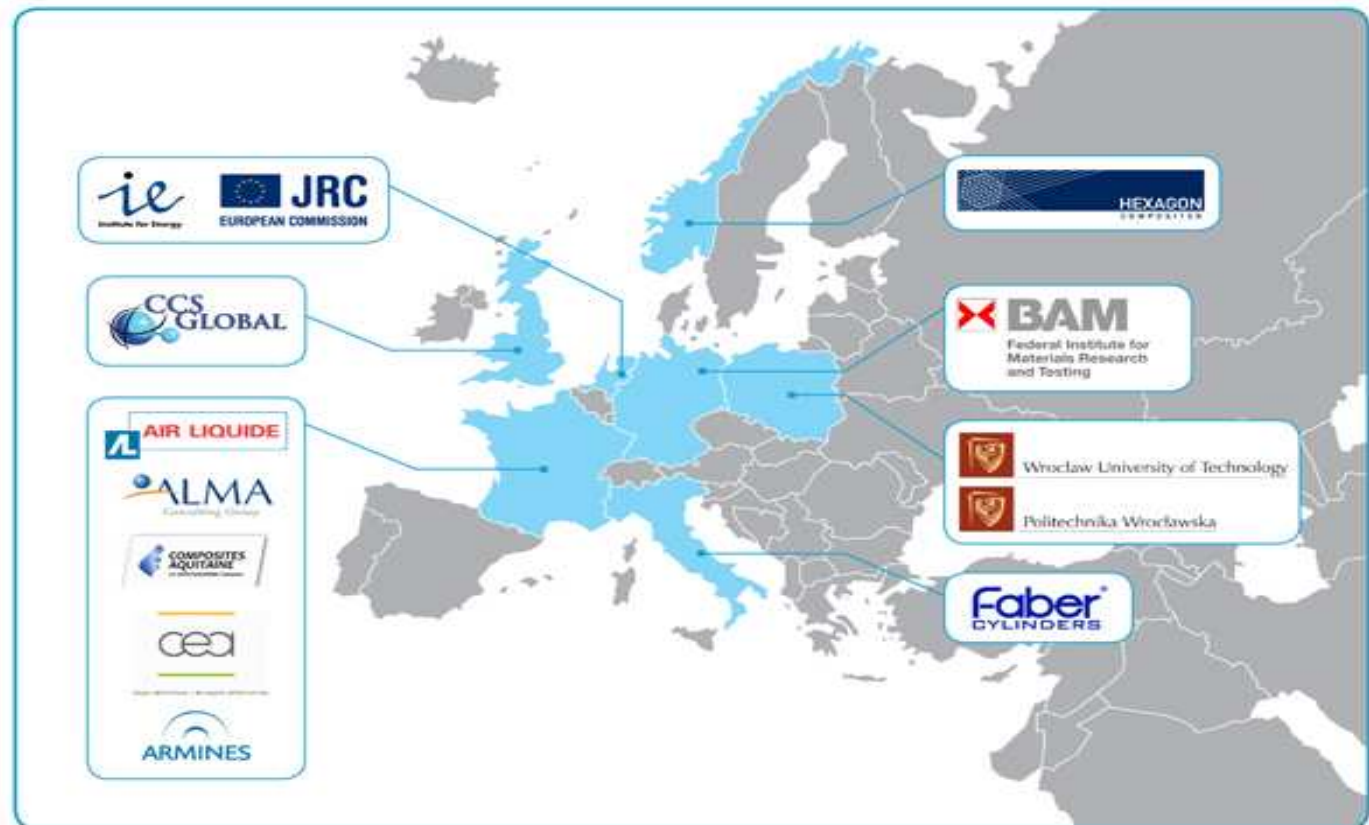 ie
Institute for Energy
JRC
EUROPEAN COMMISSION
CCS
GLOBAL
AL AIR LIQUIDE
ALMA
Consulting Group
COMPOSITES
AQUITAINE
cea
ARMINES
HEXAGON
COMPOSITES
BAM
Federal Institute for
Materials Research
and Testing
Wroclaw University of Technology
Politechnika Wrocławska
Faber®
CYLINDERS